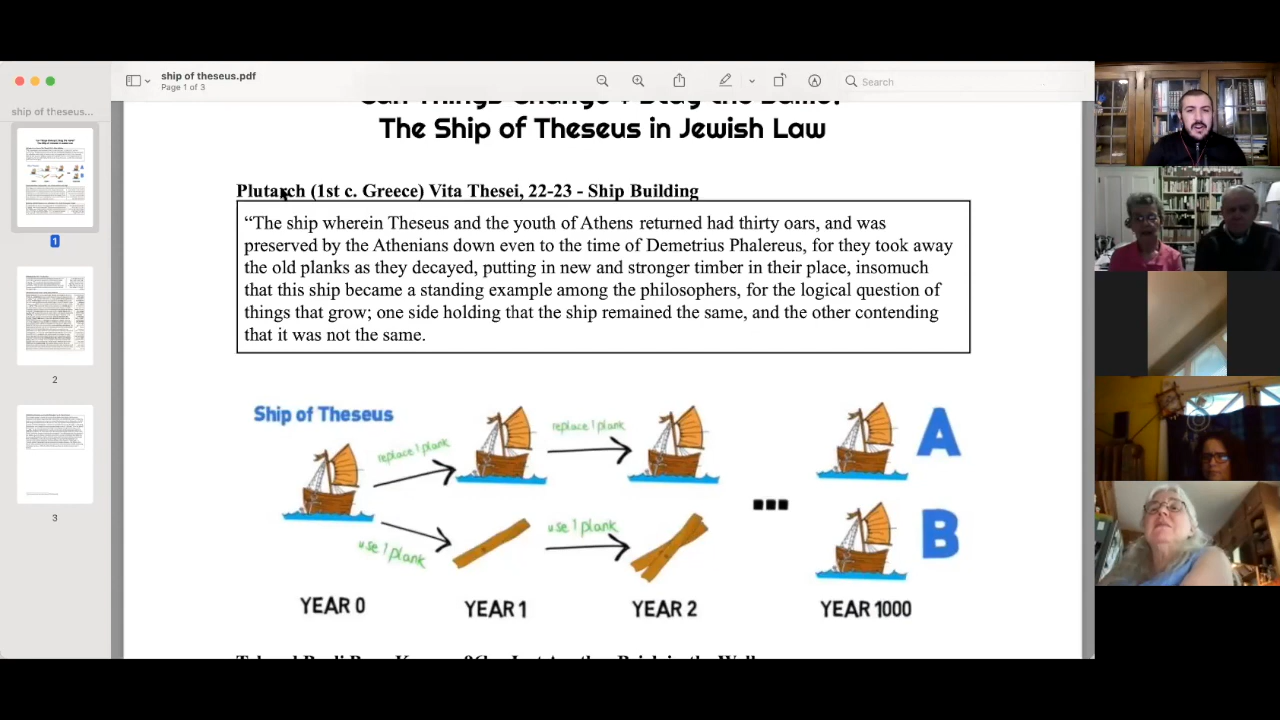 ship of theseus.pdf
Page 1 of 3
Search
ship of theseus...
1
2
3
The Ship of Theseus in Jewish Law
Plutarch (1st c. Greece) Vita Thesei, 22-23 - Ship Building
“The ship wherein Theseus and the youth of Athens returned had thirty oars, and was
preserved by the Athenians down even to the time of Demetrius Phalereus, for they took away
the old planks as they decayed, putting in new and stronger timber in their place, insomuch
that this ship became a standing example among the philosophers, for the logical question of
things that grow; one side holding that the ship remained the same, and the other contending
that it was not the same.
Ship of Theseus
replace 1 plank
replace 1 plank
A
use 1 plank
use 1 plank
B
YEAR 0
YEAR 1
YEAR 2
YEAR 1000